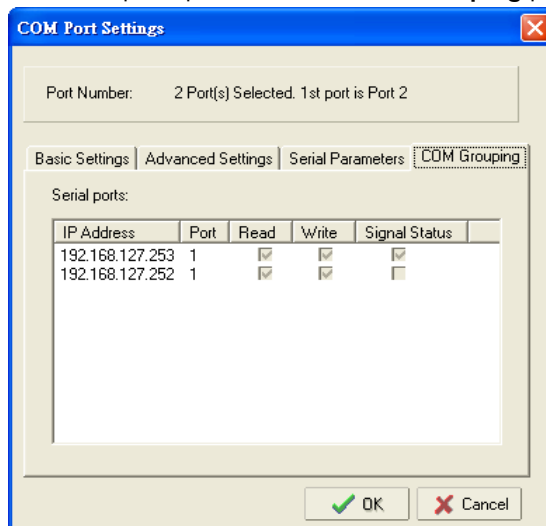 COM Port Settings
Port Number: 2 Port(s) Selected. 1st port is Port 2
Basic Settings Advanced Settings Serial Parameters COM Grouping
Serial ports:
IP Address Port Read Write Signal Status
192.168.127.253 1
192.168.127.252 1
OK Cancel